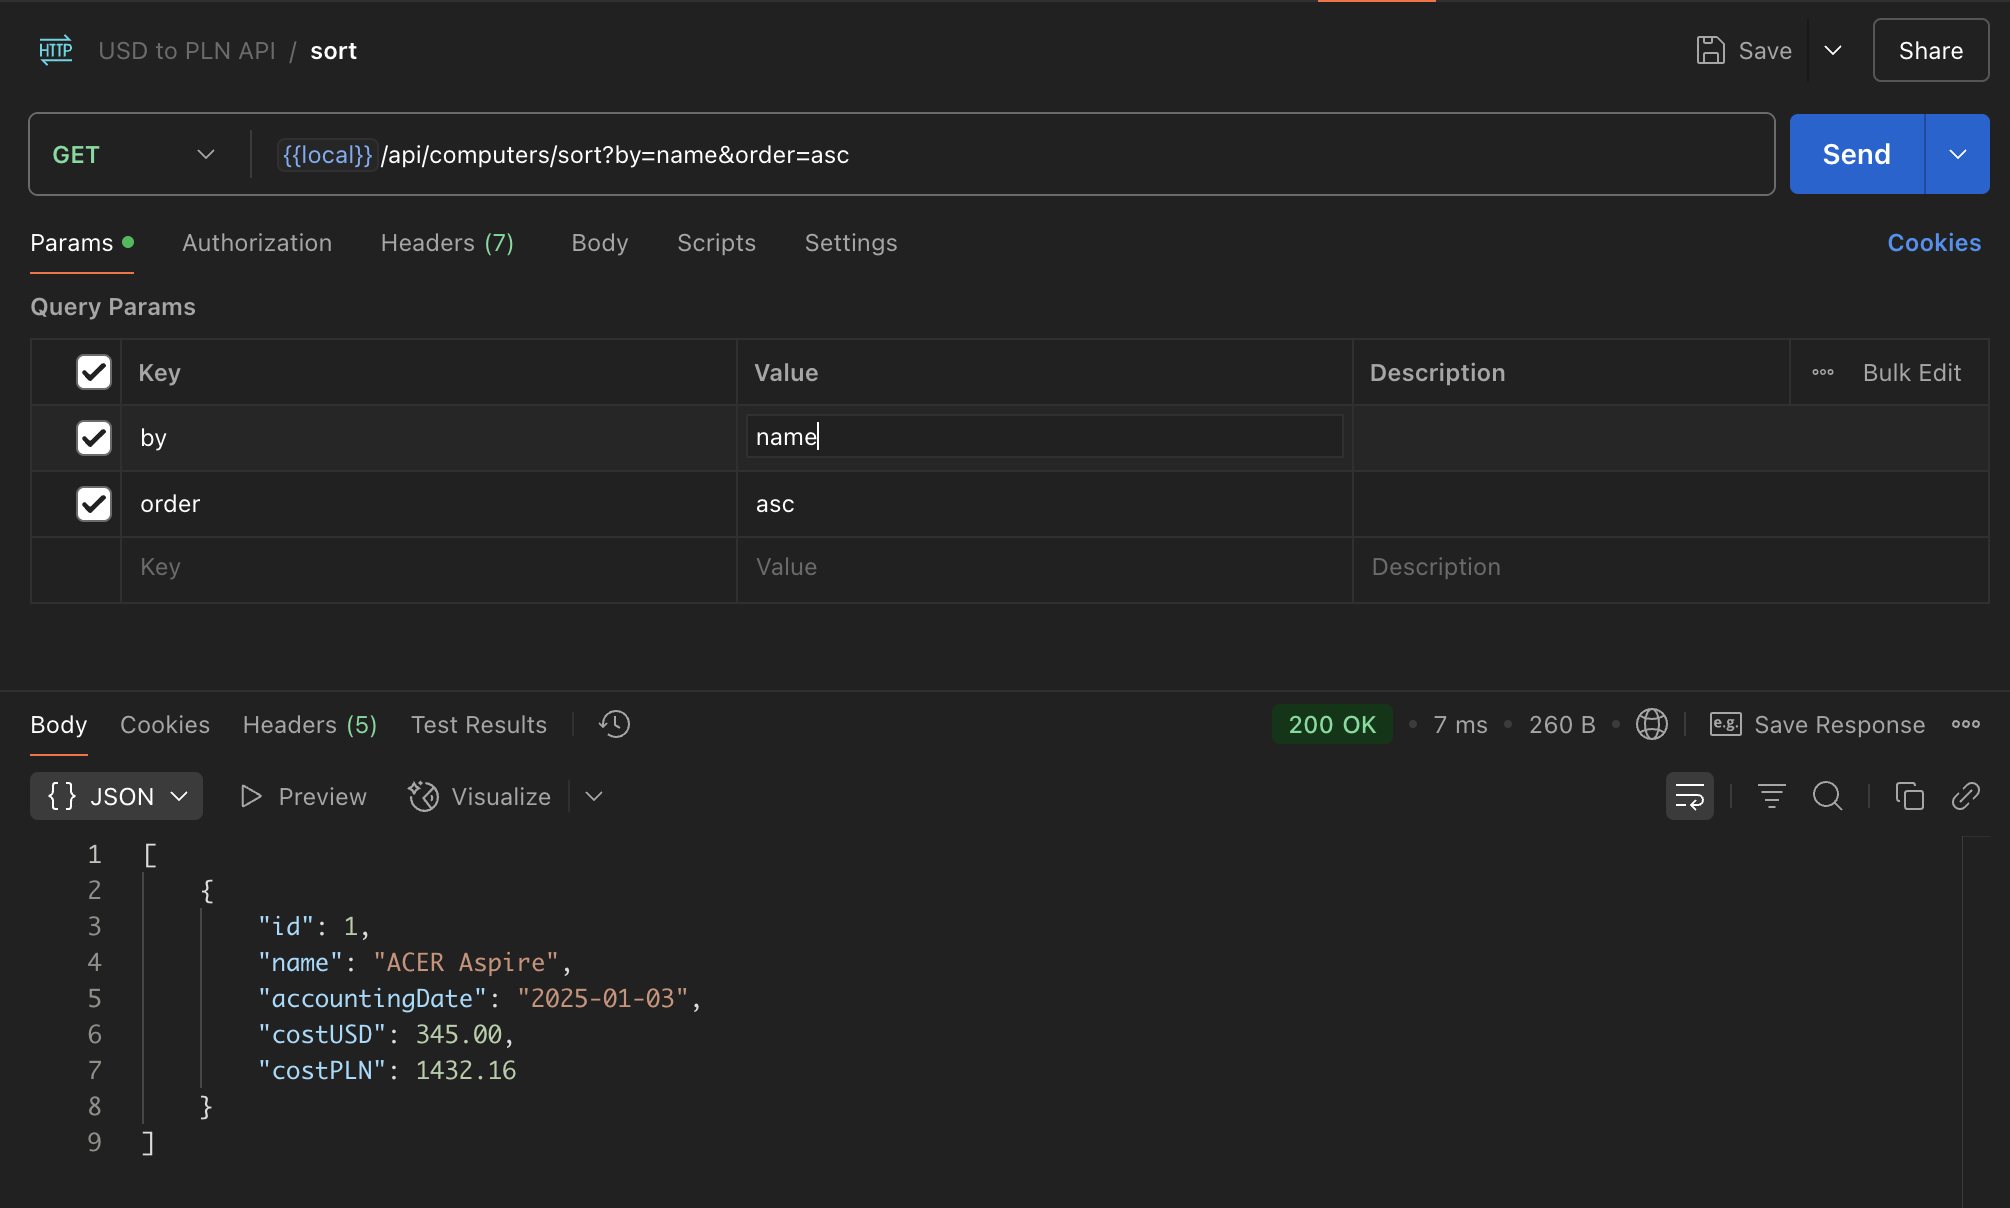 HTTP USD to PLN API / sort Save Share
GET {{local}}/api/computers/sort?by=name&order=asc Send
Params Authorization Headers (7) Body Scripts Settings Cookies
Query Params
Key Value Description Bulk Edit
by name
order asc
Key Value Description
Body Cookies Headers (5) Test Results 200 OK • 7 ms • 260 B • e.g. Save Response
{} JSON Preview Visualize
1 [
2 {
3 "id": 1,
4 "name": "ACER Aspire",
5 "accountingDate": "2025-01-03",
6 "costUSD": 345.00,
7 "costPLN": 1432.16
8 }
9 ]